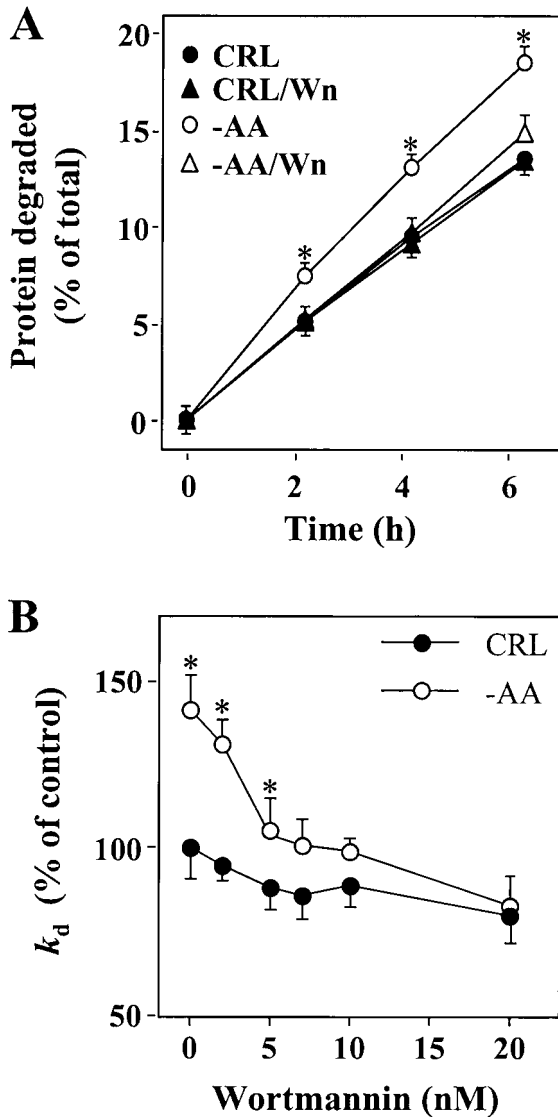 A
Protein degraded
(% of total)
20
15
10
5
0
CRL
CRL/Wn
-AA
-AA/Wn
*
*
*
0
2
4
6
Time (h)
B
k_d (% of control)
150
100
50
CRL
-AA
*
*
*
0
5
10
15
20
Wortmannin (nM)